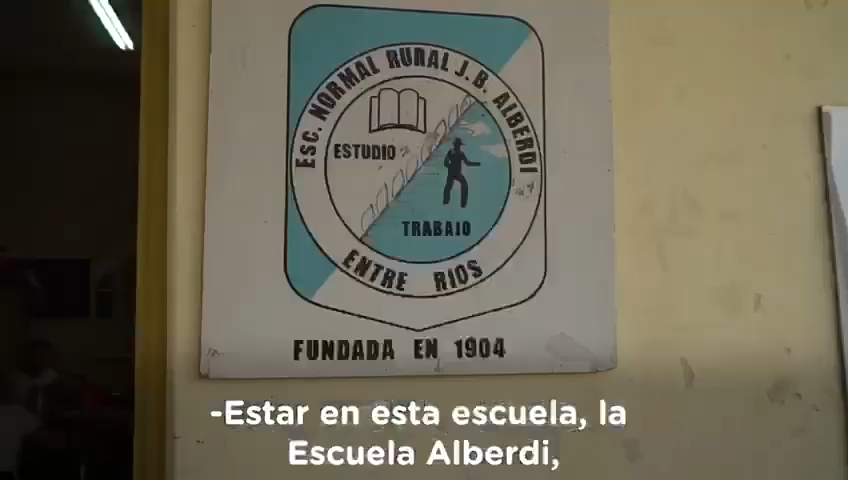 ESC. NORMAL RURAL J. B. ALBERDI
ESTUDIO
TRABAJO
ENTRE RIOS
FUNDADA EN 1904
-Estar en esta escuela, la
Escuela Alberdi,